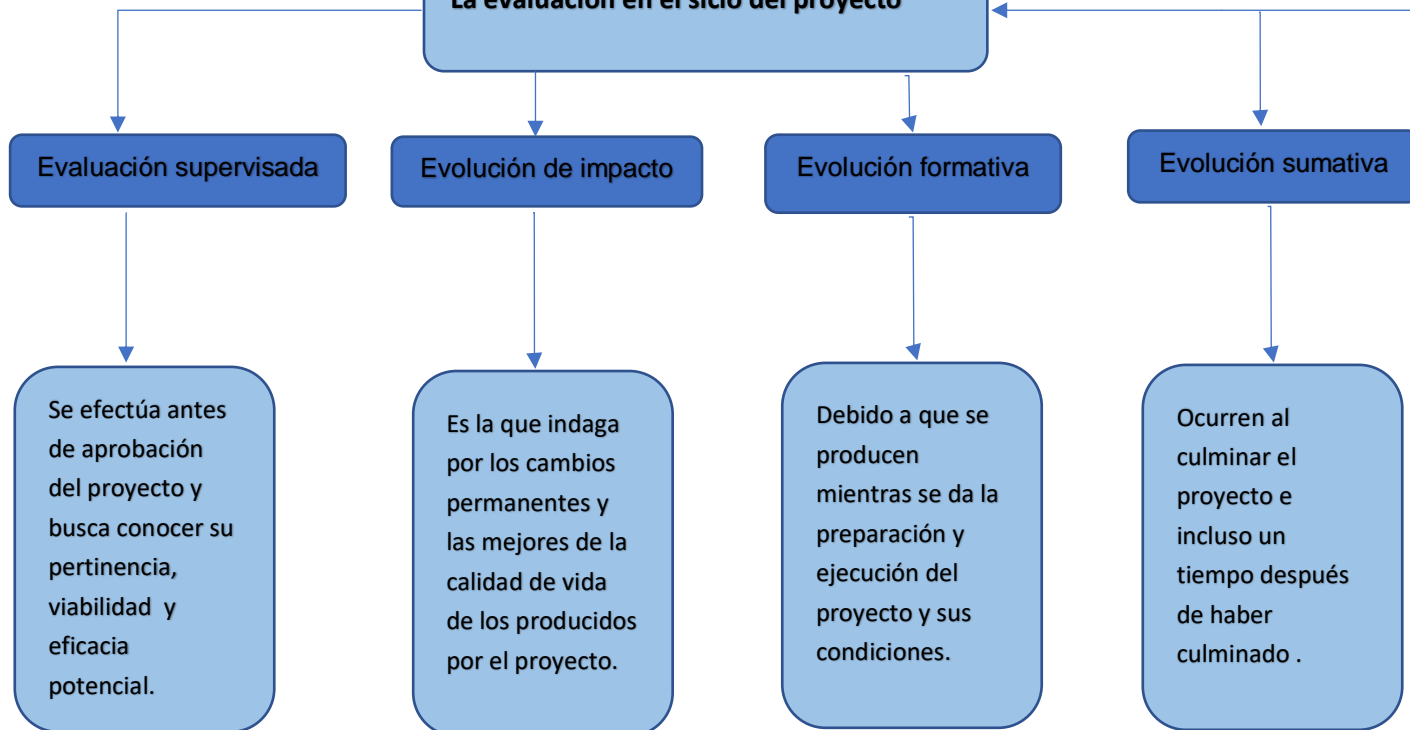 La evaluación en el siclo del proyecto
Evaluación supervisada
Evolución de impacto
Evolución formativa
Evolución sumativa
Se efectúa antes
de aprobación
del proyecto y
busca conocer su
pertinencia,
viabilidad y
eficacia
potencial.
Es la que indaga
por los cambios
permanentes y
las mejores de la
calidad de vida
de los producidos
por el proyecto.
Debido a que se
producen
mientras se da la
preparación y
ejecución del
proyecto y sus
condiciones.
Ocurren al
culminar el
proyecto e
incluso un
tiempo después
de haber
culminado .